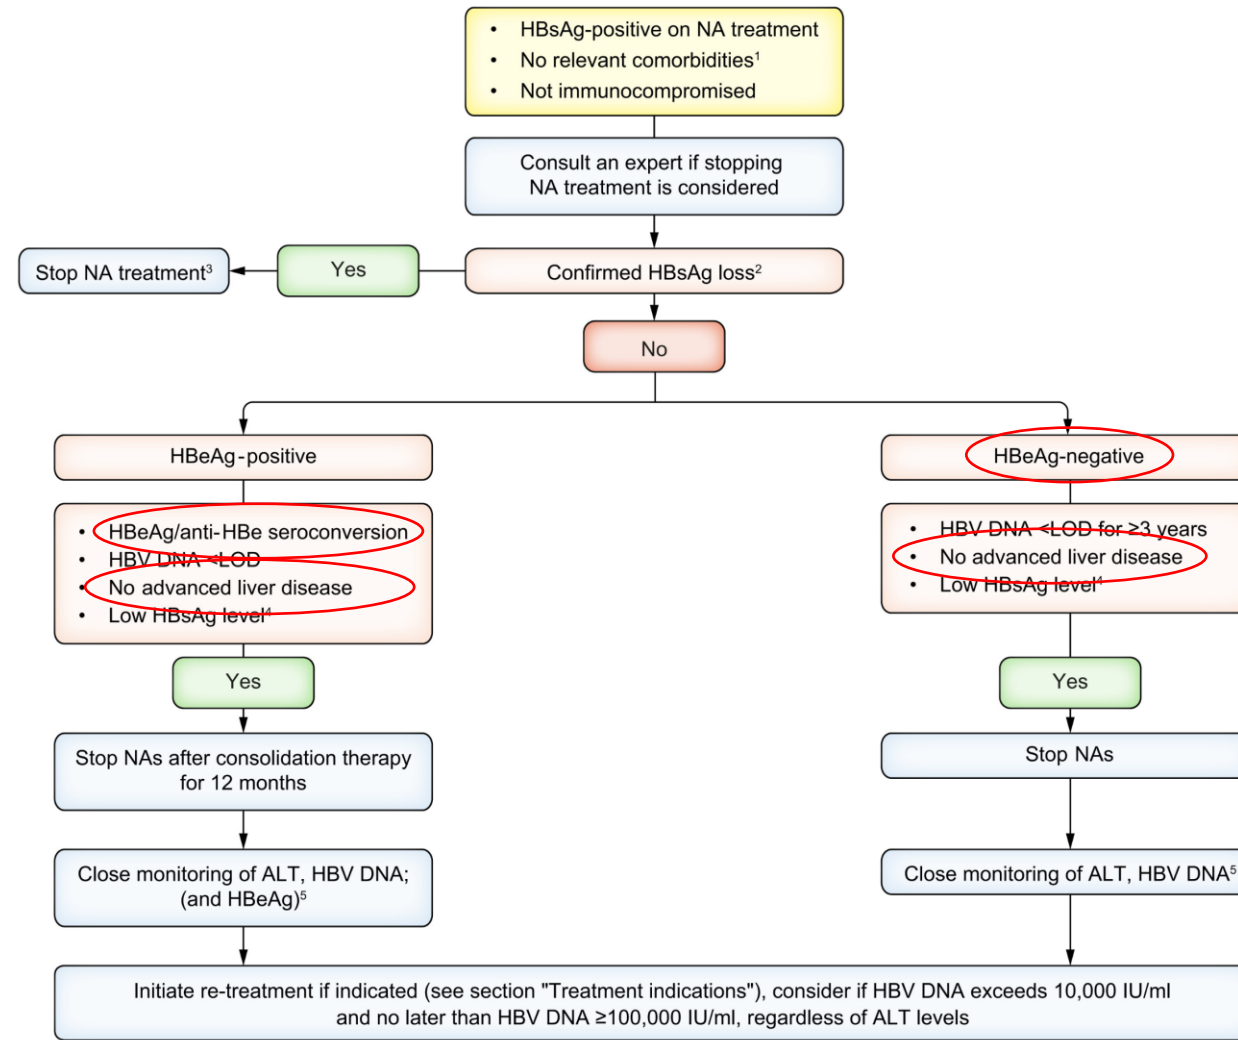 • HBsAg-positive on NA treatment
• No relevant comorbidities¹
• Not immunocompromised
Consult an expert if stopping
NA treatment is considered
Stop NA treatment³
Yes
Confirmed HBsAg loss²
No
HBeAg-positive
• HBeAg/anti-HBe seroconversion
• HBV DNA <LOD
• No advanced liver disease
• Low HBsAg level⁴
Yes
Stop NAs after consolidation therapy
for 12 months
Close monitoring of ALT, HBV DNA;
(and HBeAg)⁵
HBeAg-negative
• HBV DNA <LOD for ≥3 years
• No advanced liver disease
• Low HBsAg level⁴
Yes
Stop NAs
Close monitoring of ALT, HBV DNA⁵
Initiate re-treatment if indicated (see section "Treatment indications"), consider if HBV DNA exceeds 10,000 IU/ml
and no later than HBV DNA ≥100,000 IU/ml, regardless of ALT levels